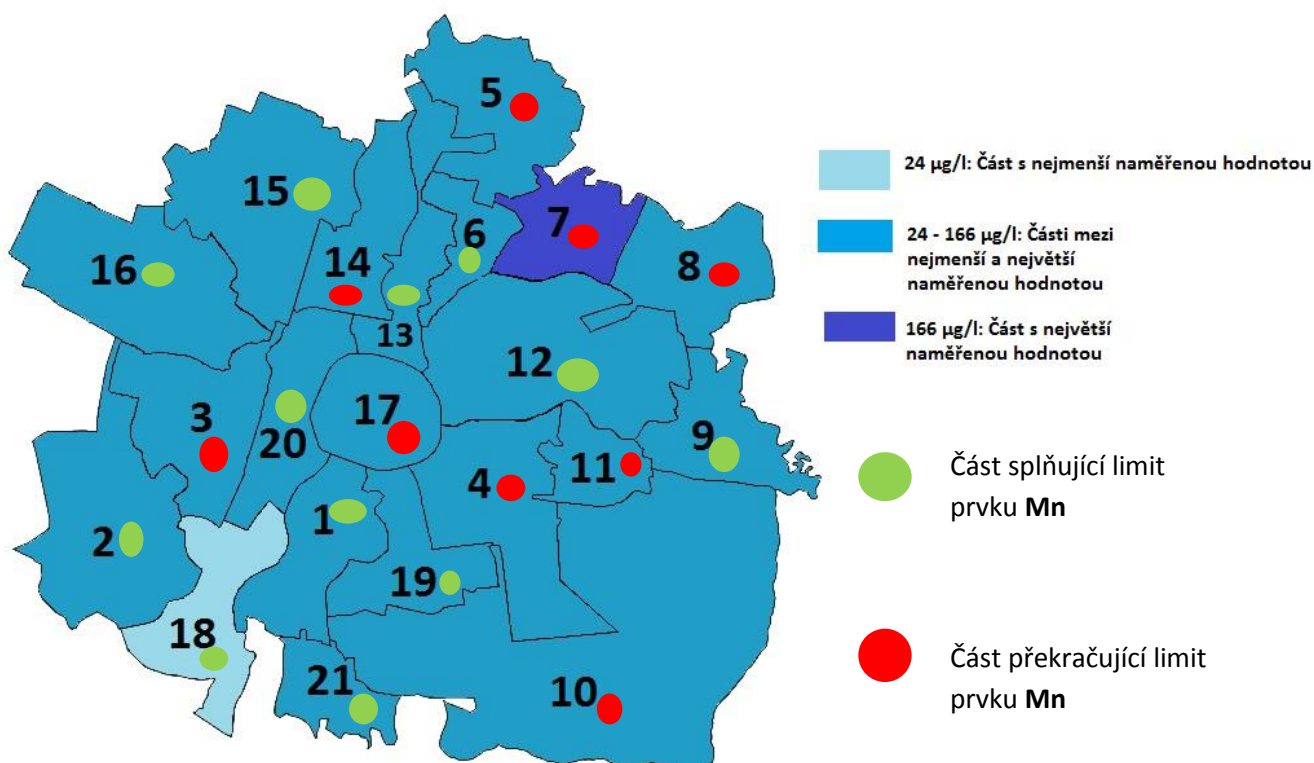 5
15
6
7
16
14
8
13
12
3
20
17
9
11
4
2
1
19
18
21
10
24 µg/l: Část s nejmenší naměřenou hodnotou
24 - 166 µg/l: Části mezi
nejmenší a největší
naměřenou hodnotou
166 µg/l: Část s největší
naměřenou hodnotou
Část splňující limit
prvku Mn
Část překračující limit
prvku Mn